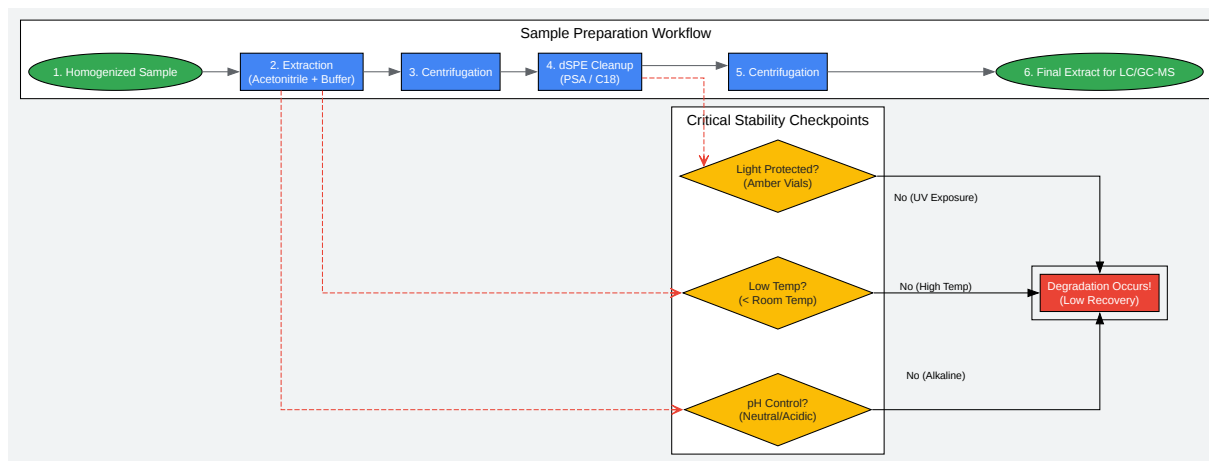 Sample Preparation Workflow
1. Homogenized Sample
2. Extraction
(Acetonitrile + Buffer)
3. Centrifugation
4. dSPE Cleanup
(PSA / C18)
5. Centrifugation
6. Final Extract for LC/GC-MS
Critical Stability Checkpoints
Light Protected?
(Amber Vials)
No (UV Exposure)
Low Temp?
(< Room Temp)
No (High Temp)
Degradation Occurs!
(Low Recovery)
pH Control?
(Neutral/Acidic)
No (Alkaline)